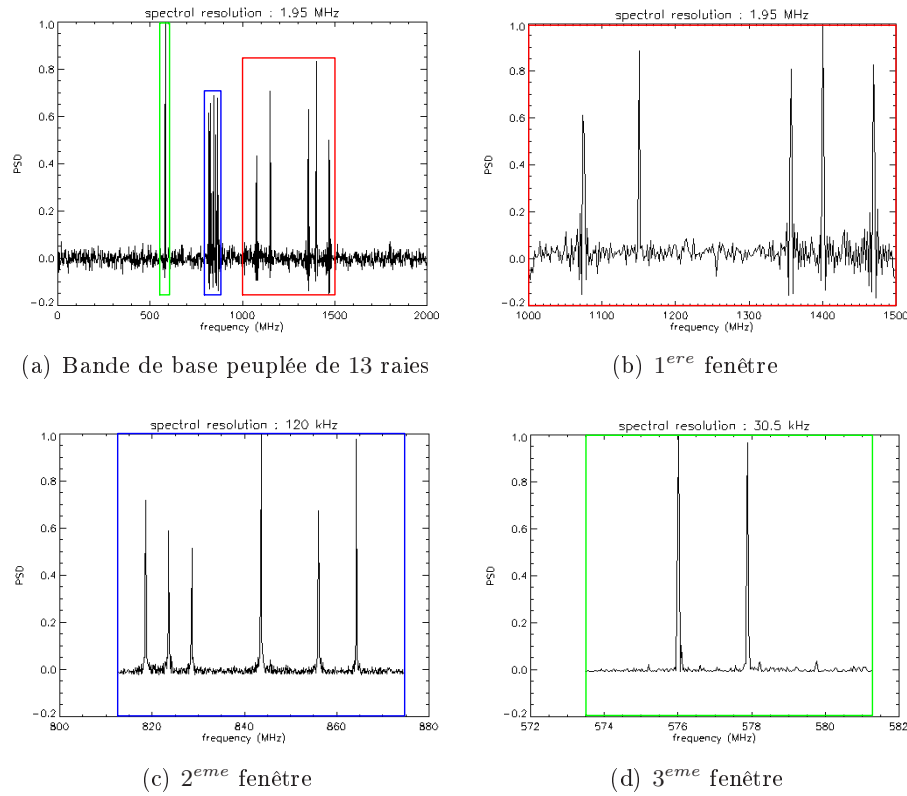 spectral resolution : 1.95 MHz
1.0
0.8
0.6
0.4
0.2
0.0
−0.2
PSD
0 500 1000 1500 2000
frequency (MHz)
(a) Bande de base peuplée de 13 raies
spectral resolution : 1.95 MHz
1.0
0.8
0.6
0.4
0.2
0.0
−0.2
PSD
1000 1100 1200 1300 1400 1500
frequency (MHz)
(b) 1ere fenêtre
spectral resolution : 120 kHz
1.0
0.8
0.6
0.4
0.2
0.0
−0.2
PSD
800 820 840 860 880
frequency (MHz)
(c) 2eme fenêtre
spectral resolution : 30.5 kHz
1.0
0.8
0.6
0.4
0.2
0.0
−0.2
PSD
572 574 576 578 580 582
frequency (MHz)
(d) 3eme fenêtre